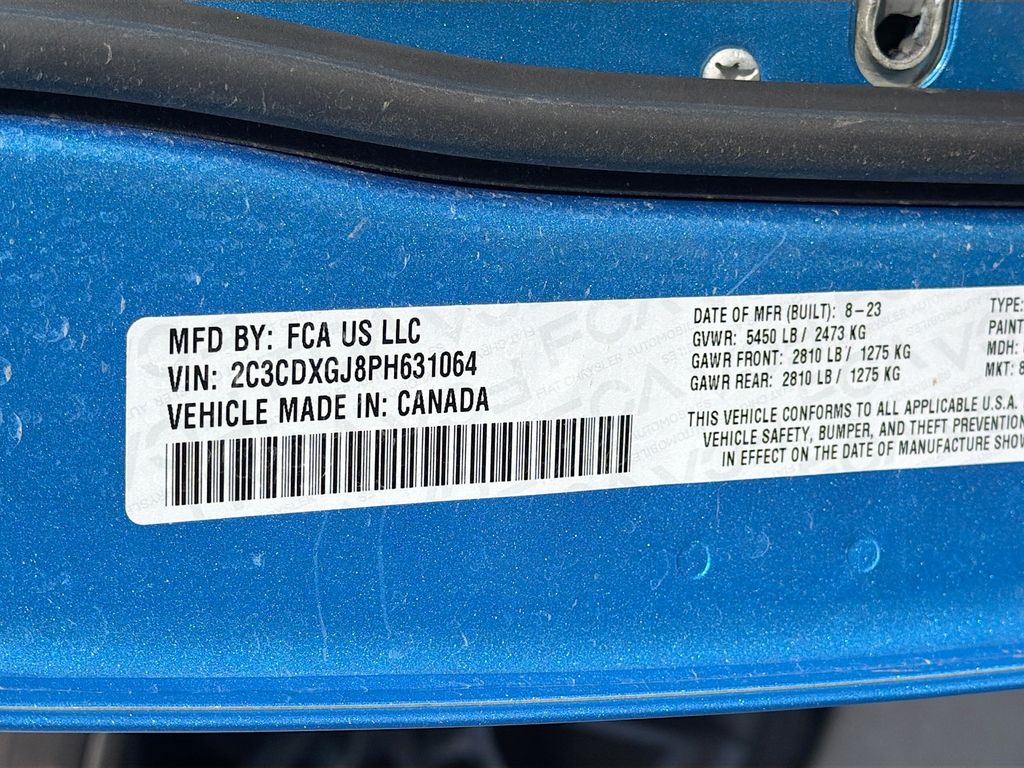 MFD BY: FCA US LLC
VIN: 2C3CDXGJ8PH631064
VEHICLE MADE IN: CANADA
DATE OF MFR (BUILT): 8-23
GVWR: 5450 LB / 2473 KG
GAWR FRONT: 2810 LB / 1275 KG
GAWR REAR: 2810 LB / 1275 KG
THIS VEHICLE CONFORMS TO ALL APPLICABLE U.S.A.
VEHICLE SAFETY, BUMPER, AND THEFT PREVENTION
IN EFFECT ON THE DATE OF MANUFACTURE SHOW
TYPE:
PAINT
MDH:
MKT: 8